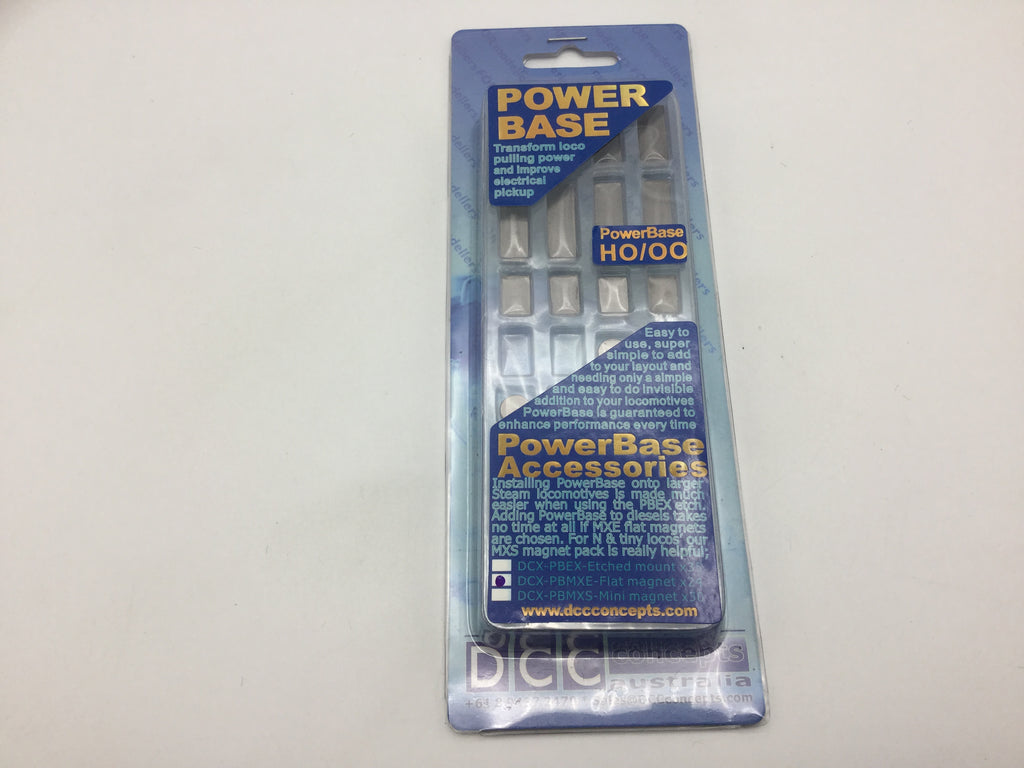 POWER
BASE
Transform loco
pulling power
and improve
electrical
pickup
PowerBase
HO/OO
Easy to
use, super
simple to add
to your layout and
needing only a simple
and easy to do invisible
addition to your locomotives
PowerBase is guaranteed to
enhance performance every time
PowerBase
Accessories
Installing PowerBase onto larger
Steam locomotives is made much
easier when using the PBEX etch.
Adding PowerBase to diesels takes
no time at all if MXE flat magnets
are chosen. For N & tiny locos' our
MXS magnet pack is really helpful;
DCX-PBEX-Etched mount
DCX-PBMXE-Flat magnet x24
DCX-PBMXS-Mini magnet x50
www.dccconcepts.com
DCC concepts
australia
sales@dccconcepts.com